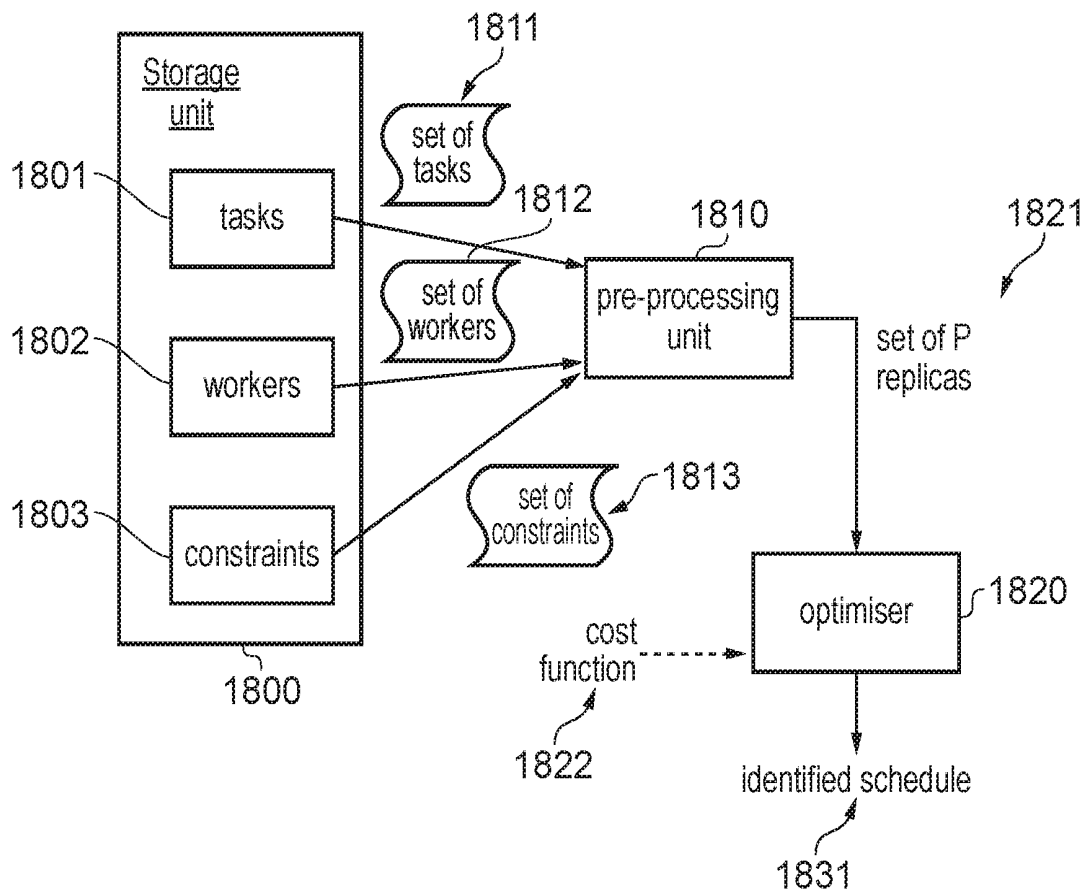 1811
Storage
unit
set of
tasks
1801
tasks
1812
1810
1821
set of
workers
pre-processing
unit
1802
workers
set of P
replicas
1813
set of
constraints
1803
constraints
optimiser
1820
cost
function
1800
1822
identified schedule
1831